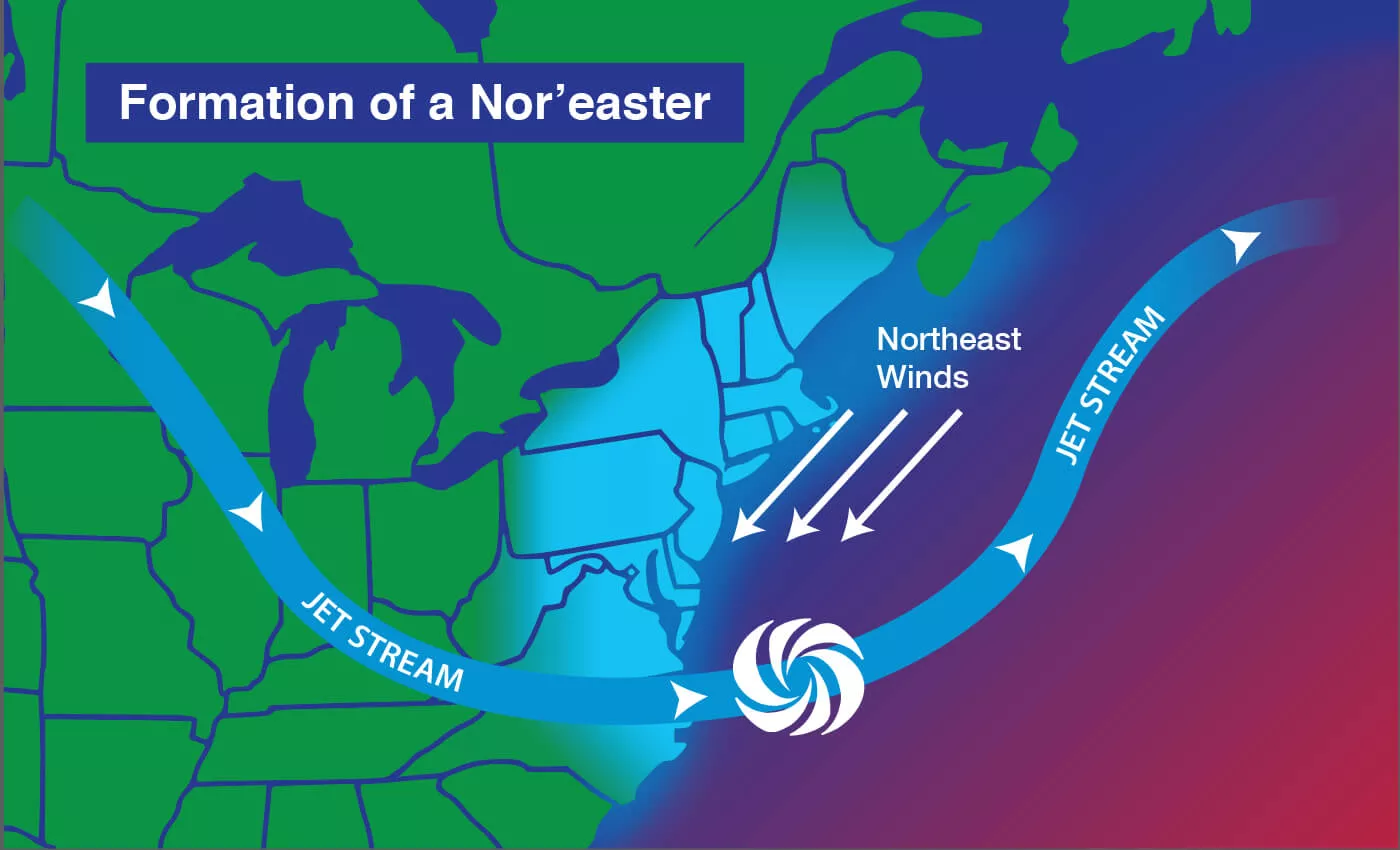 Formation of a Nor’easter
Northeast
Winds
JET STREAM
JET STREAM